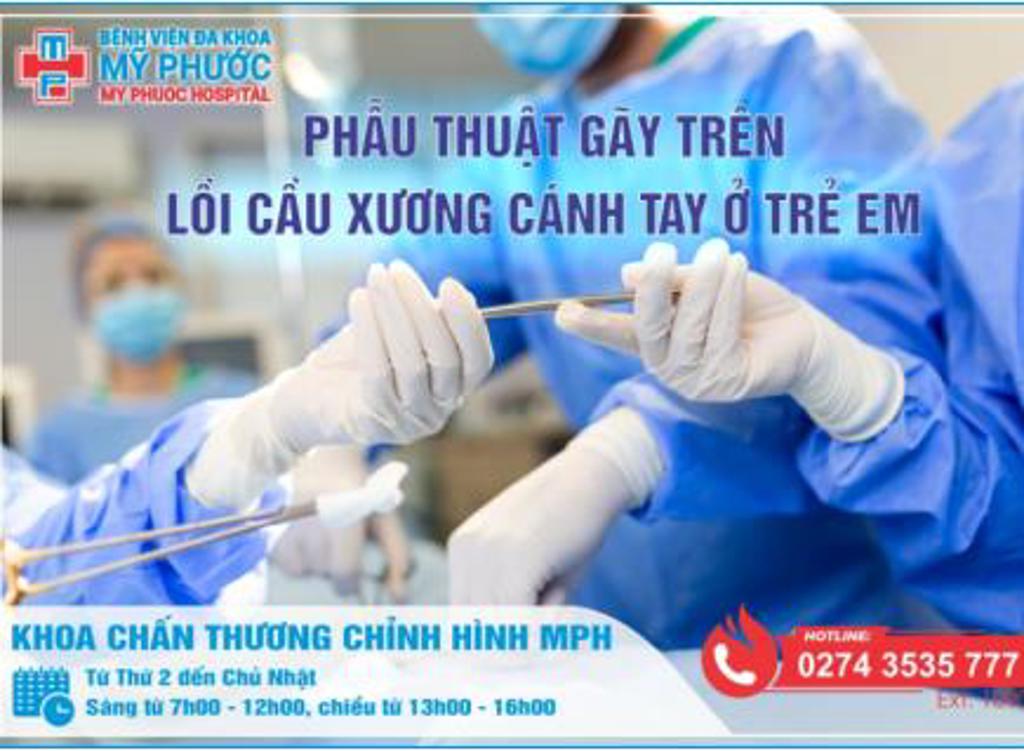 BỆNH VIỆN ĐA KHOA
MỸ PHƯỚC
MY PHUOC HOSPITAL
PHẪU THUẬT GÃY TRÊN
LỒI CẦU XƯƠNG CÁNH TAY Ở TRẺ EM
KHOA CHẤN THƯƠNG CHỈNH HÌNH MPH
Từ Thứ 2 đến Chủ Nhật
Sáng từ 7h00 - 12h00, chiều từ 13h00 - 16h00
HOTLINE:
0274 3535 777
Ext: